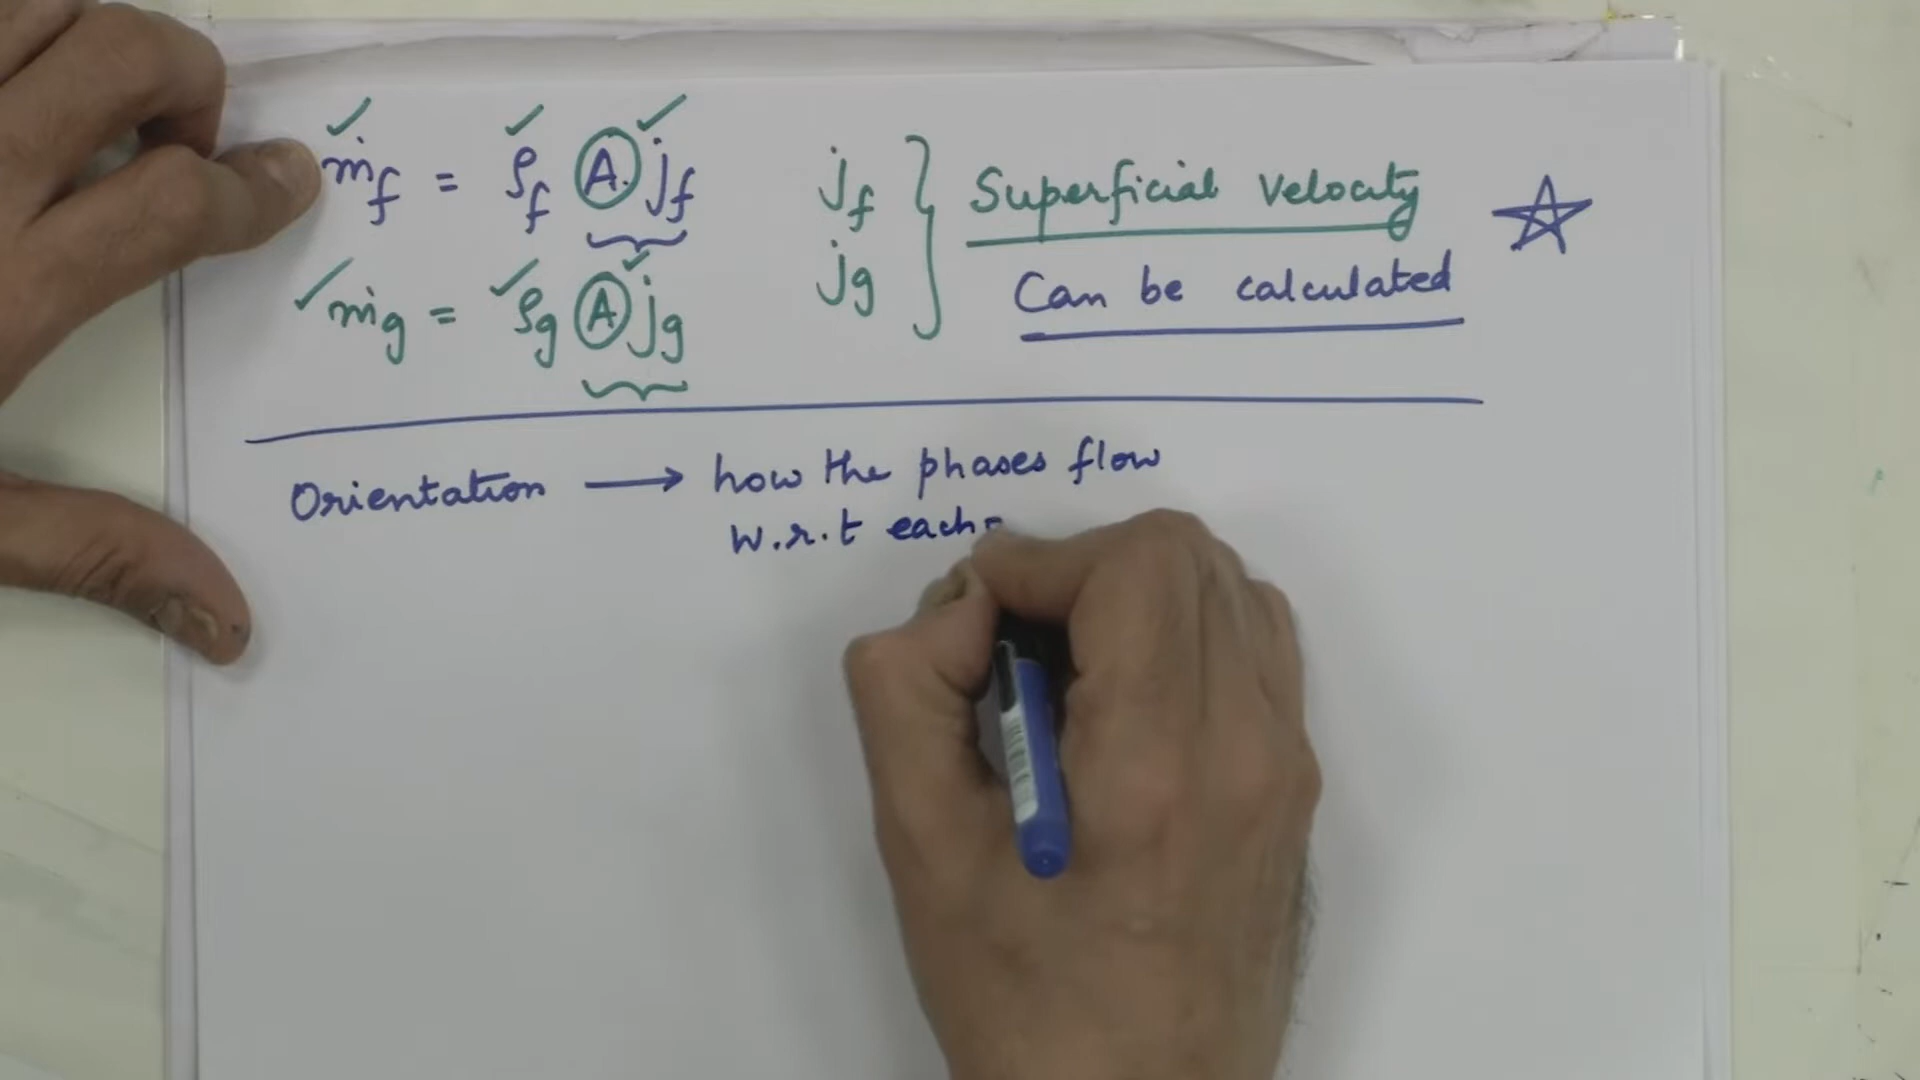 ṁf = ρf A. jf
jf
Superficial Velocity
jg
Can be calculated
ṁg = ρg A. jg
Orientation → how the phases flow
w.r.t each